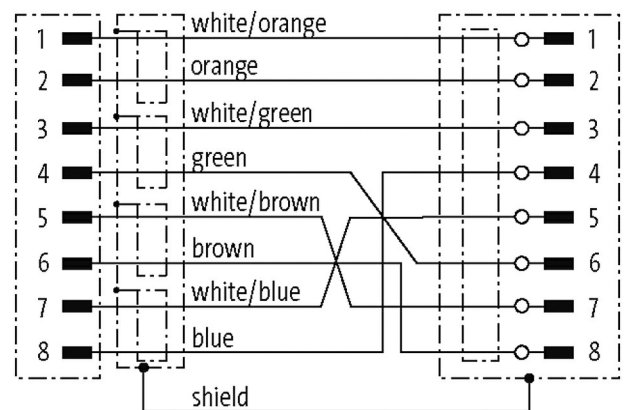 1 white/orange 1
2 orange 2
3 white/green 3
4 green 4
5 white/brown 5
6 brown 6
7 white/blue 7
8 blue 8
shield